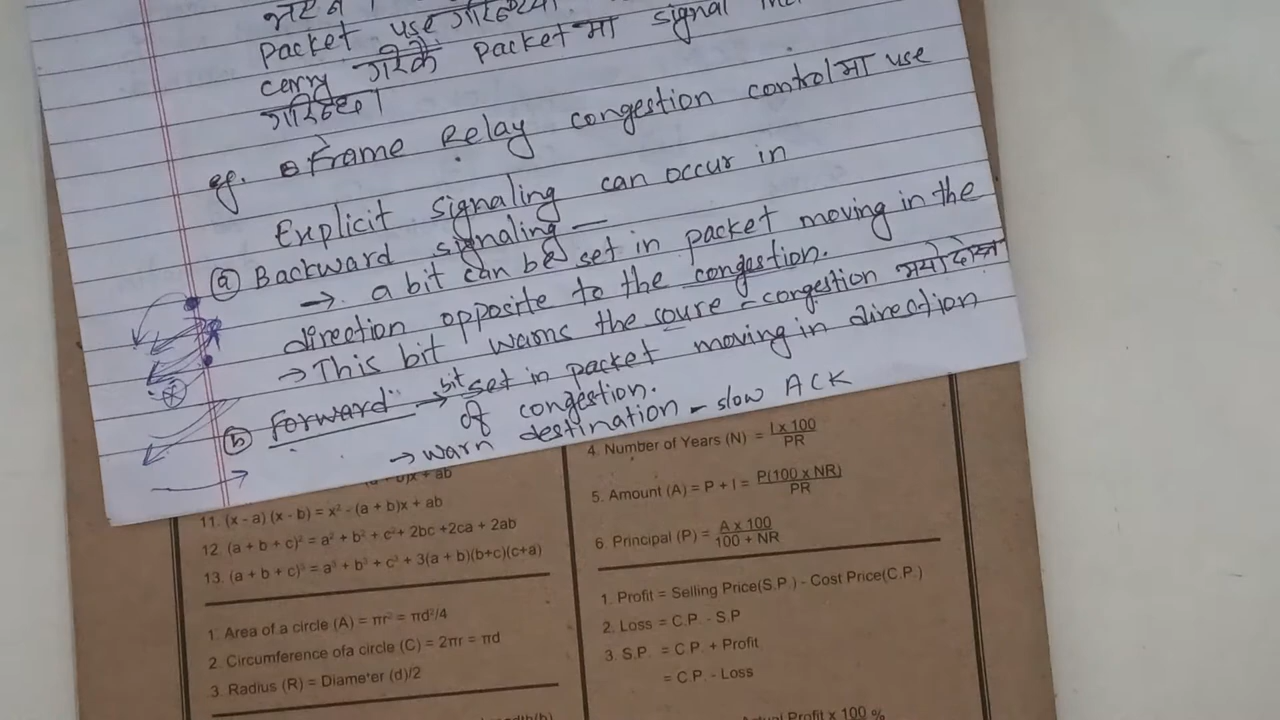 packet use गरिन्छ
carry गरिकै packet मा signal
गरिन्छ।
eg. Frame Relay congestion control मा use
Explicit signaling can occur in
ⓐ Backward signaling —
→ a bit can be set in packet moving in the
direction opposite to the congestion.
→ This bit warns the soure - congestion भयो
ⓑ forward → bit set in packet moving in direction
of congestion.
→ warn destination - slow ACK
+ ab
11. (x - a) (x - b) = x² - (a + b)x + ab
12. (a + b + c)² = a² + b² + c² + 2bc +2ca + 2ab
13. (a + b + c)³ = a³ + b³ + c³ + 3(a + b)(b+c)(c+a)
1. Area of a circle (A) = πr² = πd²/4
2. Circumference ofa circle (C) = 2πr = πd
3. Radius (R) = Diameter (d)/2
4. Number of Years (N) = I x 100 / PR
5. Amount (A) = P + I = P(100 x NR) / PR
6. Principal (P) = A x 100 / 100 + NR
1. Profit = Selling Price(S.P.) - Cost Price(C.P.)
2. Loss = C.P. - S.P
3. S.P. = C.P. + Profit
= C.P. - Loss
Profit x 100 %